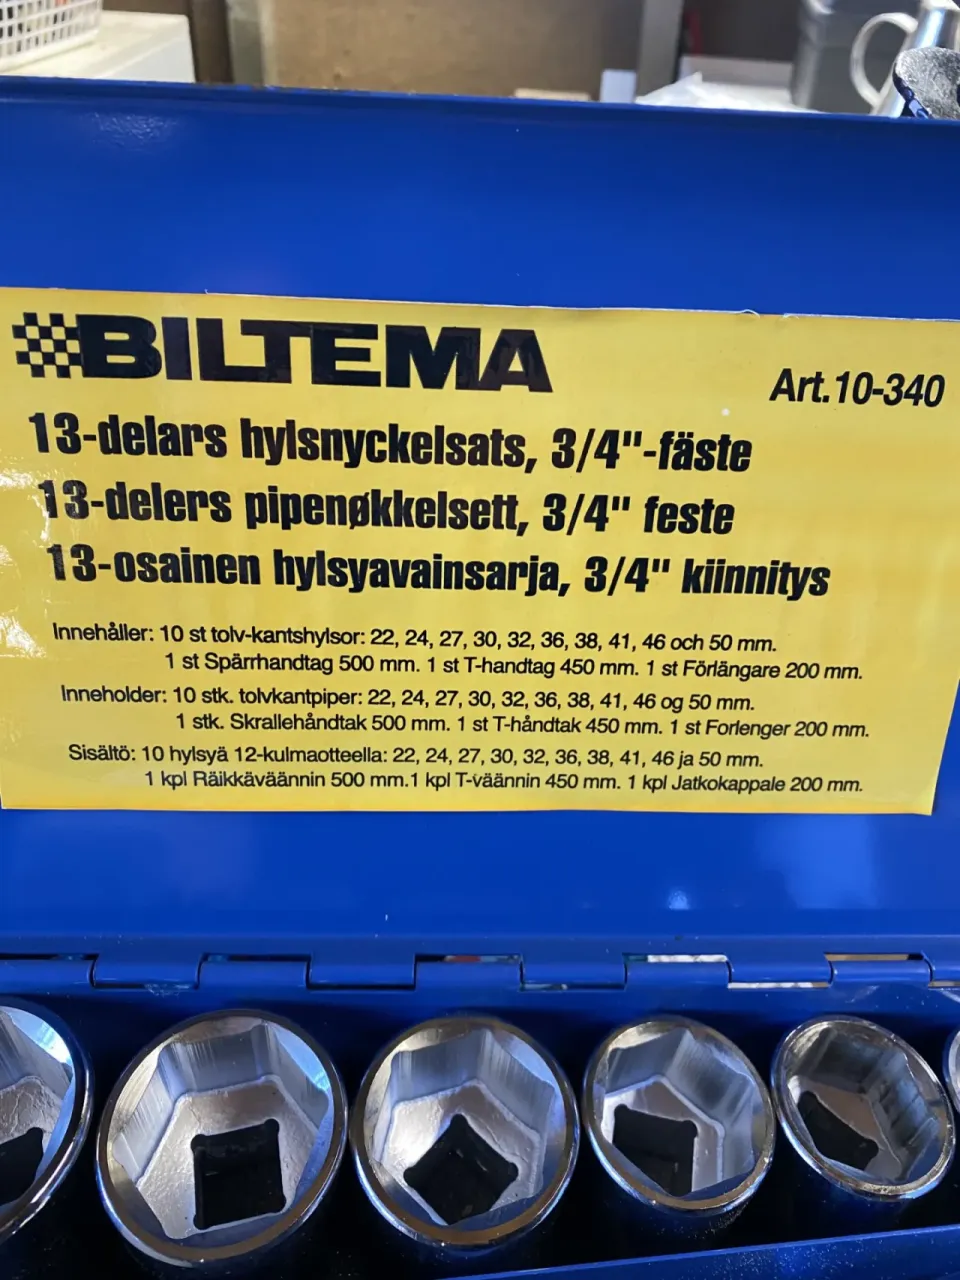 BILTEMA
Art.10-340
13-delars hylsnyckelsats, 3/4"-fäste
13-delers pipenøkkelsett, 3/4" feste
13-osainen hylsyavainsarja, 3/4" kiinnitys
Innehåller: 10 st tolv-kantshylsor: 22, 24, 27, 30, 32, 36, 38, 41, 46 och 50 mm.
1 st Spärrhandtag 500 mm. 1 st T-handtag 450 mm. 1 st Förlängare 200 mm.
Inneholder: 10 stk. tolvkantpiper: 22, 24, 27, 30, 32, 36, 38, 41, 46 og 50 mm.
1 stk. Skrallehåndtak 500 mm. 1 st T-håndtak 450 mm. 1 st Forlenger 200 mm.
Sisältö: 10 hylsyä 12-kulmaotteella: 22, 24, 27, 30, 32, 36, 38, 41, 46 ja 50 mm.
1 kpl Räikkäväännin 500 mm.1 kpl T-väännin 450 mm. 1 kpl Jatkokappale 200 mm.